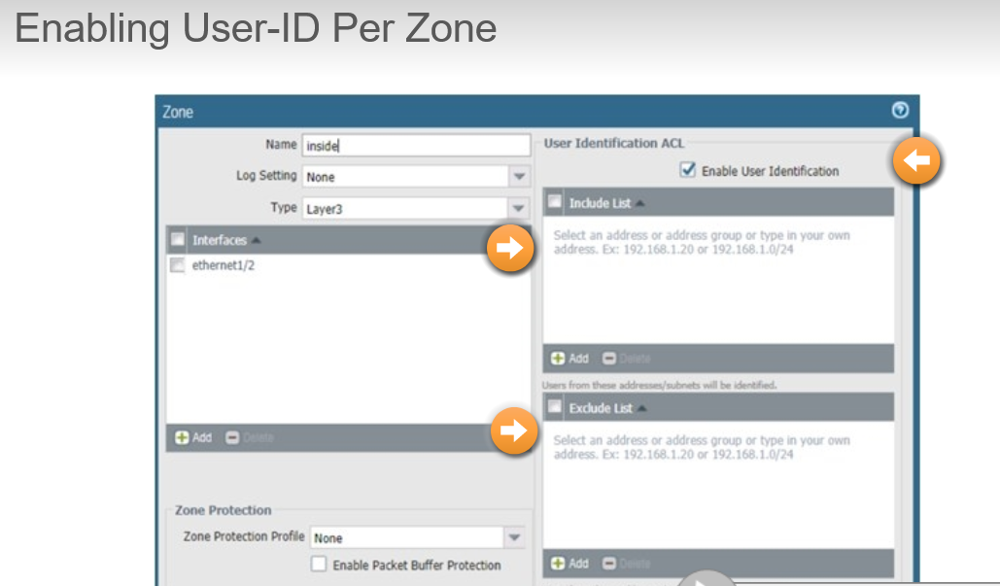 Enabling User-ID Per Zone
Zone
Name inside
Log Setting None
Type Layer3
Interfaces
ethernet1/2
Add Delete
Zone Protection
Zone Protection Profile None
Enable Packet Buffer Protection
User Identification ACL
Enable User Identification
Include List
Select an address or address group or type in your own
address. Ex: 192.168.1.20 or 192.168.1.0/24
Add Delete
Users from these addresses/subnets will be identified.
Exclude List
Select an address or address group or type in your own
address. Ex: 192.168.1.20 or 192.168.1.0/24
Add Delete